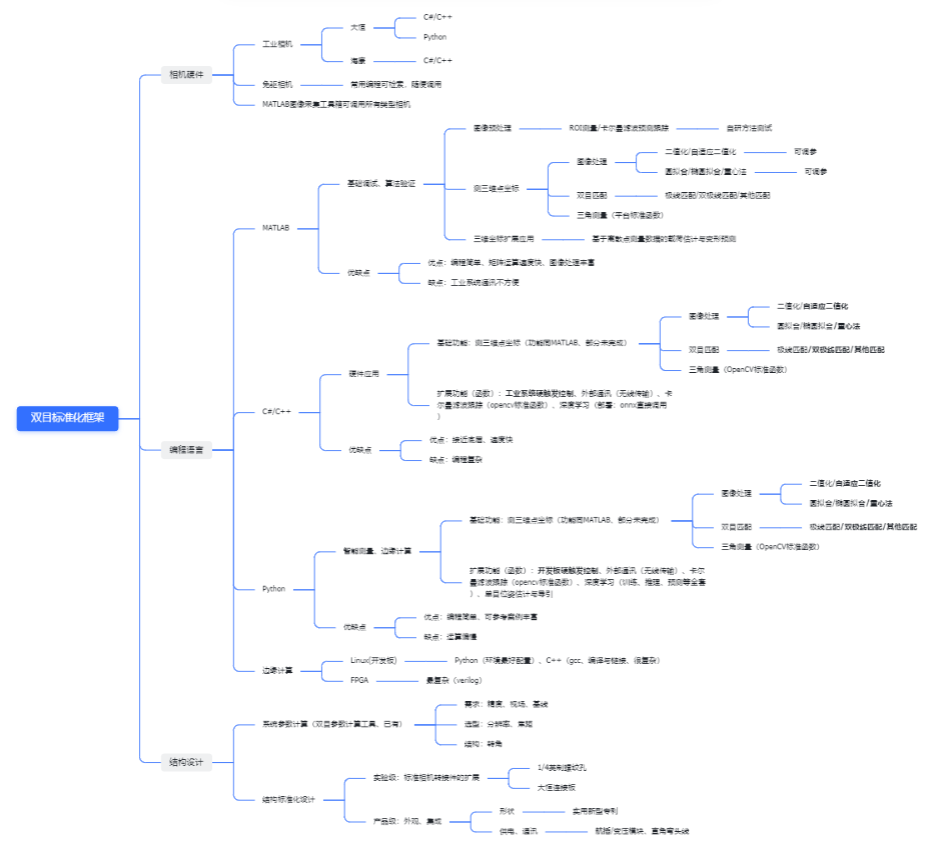 C#/C++
大恒
Python
工业相机
海康
C#/C++
相机硬件
免驱相机
常用编程可检索、随便调用
MATLAB图像采集工具箱可调用所有类型相机
图像预处理
ROI测量/卡尔曼滤波预测跟踪
自研方法测试
二值化/自适应二值化
可调参
图像处理
圆拟合/椭圆拟合/重心法
可调参
基础调试、算法验证
测三维点坐标
双目匹配
极线匹配/双极线匹配/其他匹配
三角测量（平台标准函数）
MATLAB
三维坐标扩展应用
基于离散点测量数据的载荷估计与变形预测
优点：编程简单、矩阵运算速度快、图像处理丰富
优缺点
缺点：工业系统通讯不方便
二值化/自适应二值化
图像处理
圆拟合/椭圆拟合/重心法
基础功能：测三维点坐标（功能同MATLAB、部分未完成）
双目匹配
极线匹配/双极线匹配/其他匹配
三角测量（OpenCV标准函数）
硬件应用
扩展功能（函数）：工业系统硬触发控制、外部通讯（无线传输）、卡
尔曼滤波跟踪（opencv标准函数）、深度学习（部署：onnx直接调用
）
C#/C++
双目标准化框架
优点：接近底层、速度快
编程语言
优缺点
缺点：编程复杂
二值化/自适应二值化
图像处理
圆拟合/椭圆拟合/重心法
基础功能：测三维点坐标（功能同MATLAB、部分未完成）
双目匹配
极线匹配/双极线匹配/其他匹配
三角测量（OpenCV标准函数）
智能测量、边缘计算
扩展功能（函数）：开发板硬触发控制、外部通讯（无线传输）、卡尔
曼滤波跟踪（opencv标准函数）、深度学习（训练、推理、预测等全套
）、单目位姿估计与导引
Python
优点：编程简单、可参考案例丰富
优缺点
缺点：运算偏慢
Linux(开发板)
Python（环境最好配置）、C++（gcc、编译与链接、很复杂）
边缘计算
FPGA
最复杂（verilog）
需求：精度、视场、基线
系统参数计算（双目参数计算工具、已有）
选型：分辨率、焦距
结构：转角
结构设计
1/4英制螺纹孔
实验级：标准相机转接件的扩展
大恒连接板
结构标准化设计
形状
实用新型专利
产品级：外观、集成
供电、通讯
航插/变压模块、直角弯头线